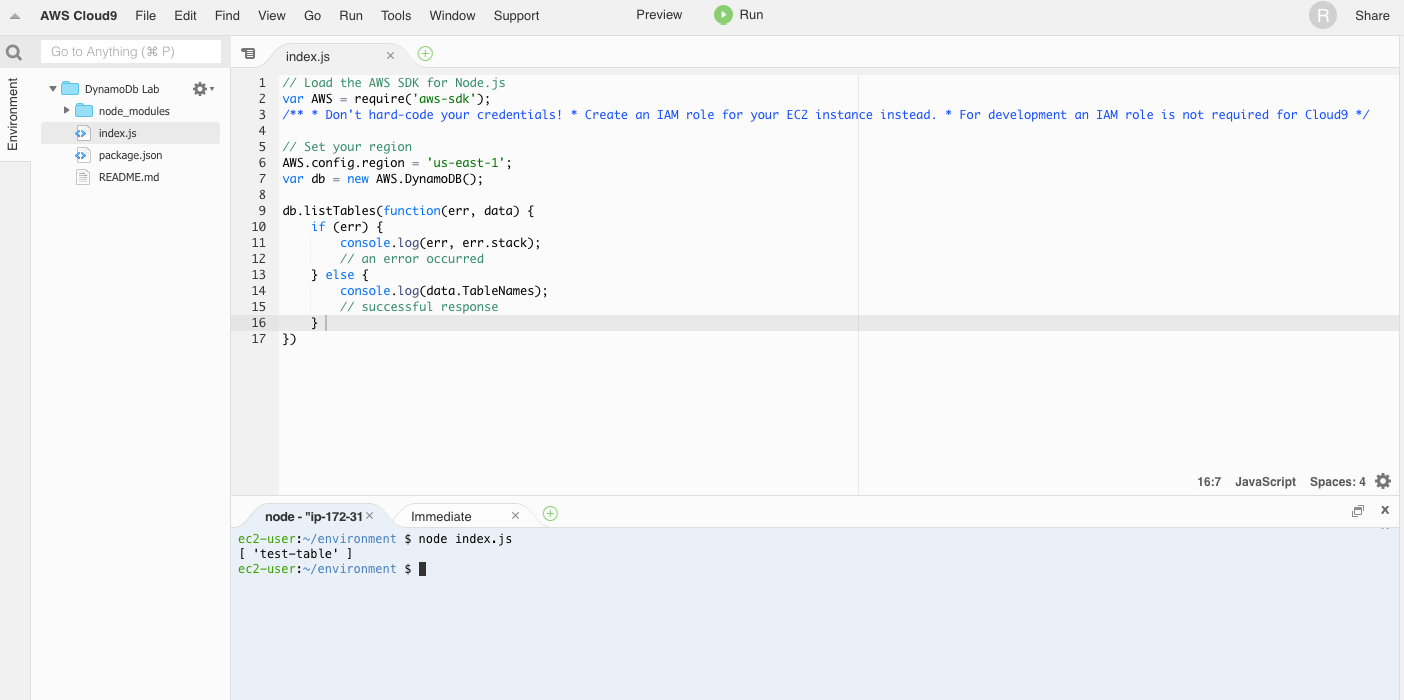 AWS Cloud9 File Edit Find View Go Run Tools Window Support Preview Run R Share
Go to Anything (⌘ P)
Environment
DynamoDb Lab
node_modules
index.js
package.json
README.md
index.js
1 // Load the AWS SDK for Node.js
2 var AWS = require('aws-sdk');
3 /** * Don't hard-code your credentials! * Create an IAM role for your EC2 instance instead. * For development an IAM role is not required for Cloud9 */
4
5 // Set your region
6 AWS.config.region = 'us-east-1';
7 var db = new AWS.DynamoDB();
8
9 db.listTables(function(err, data) {
10     if (err) {
11         console.log(err, err.stack);
12         // an error occurred
13     } else {
14         console.log(data.TableNames);
15         // successful response
16     }
17 })
16:7 JavaScript Spaces: 4
node - "ip-172-31 Immediate
ec2-user:~/environment $ node index.js
[ 'test-table' ]
ec2-user:~/environment $